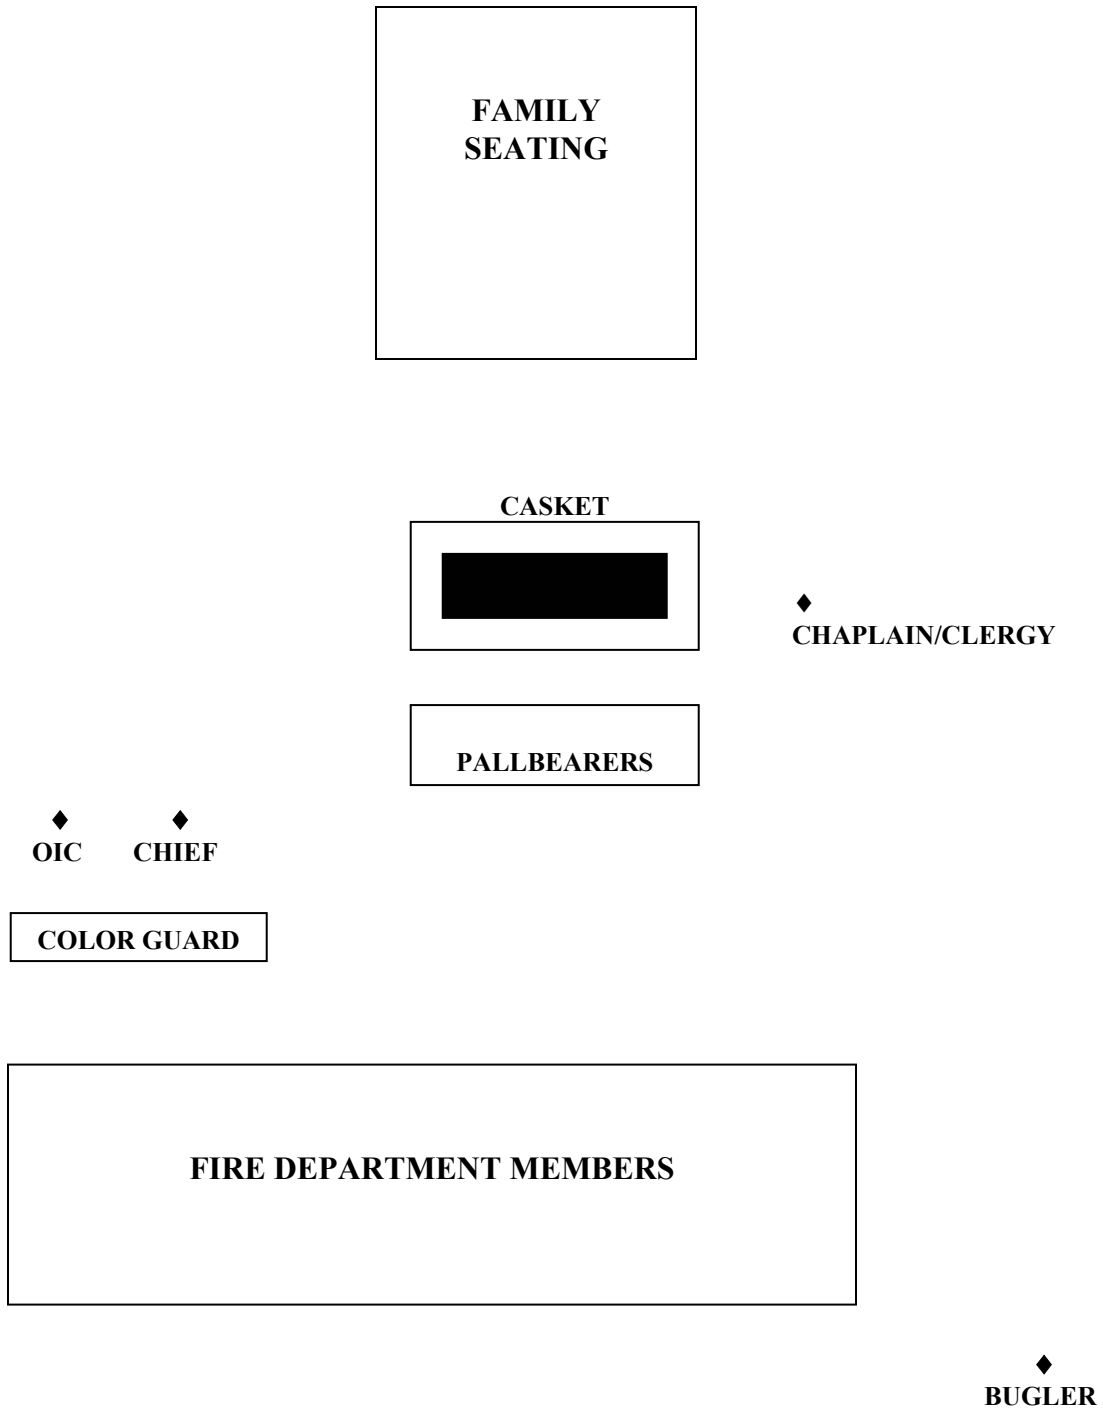 FAMILY
SEATING
CASKET
CHAPLAIN/CLERGY
PALLBEARERS
OIC CHIEF
COLOR GUARD
FIRE DEPARTMENT MEMBERS
BUGLER